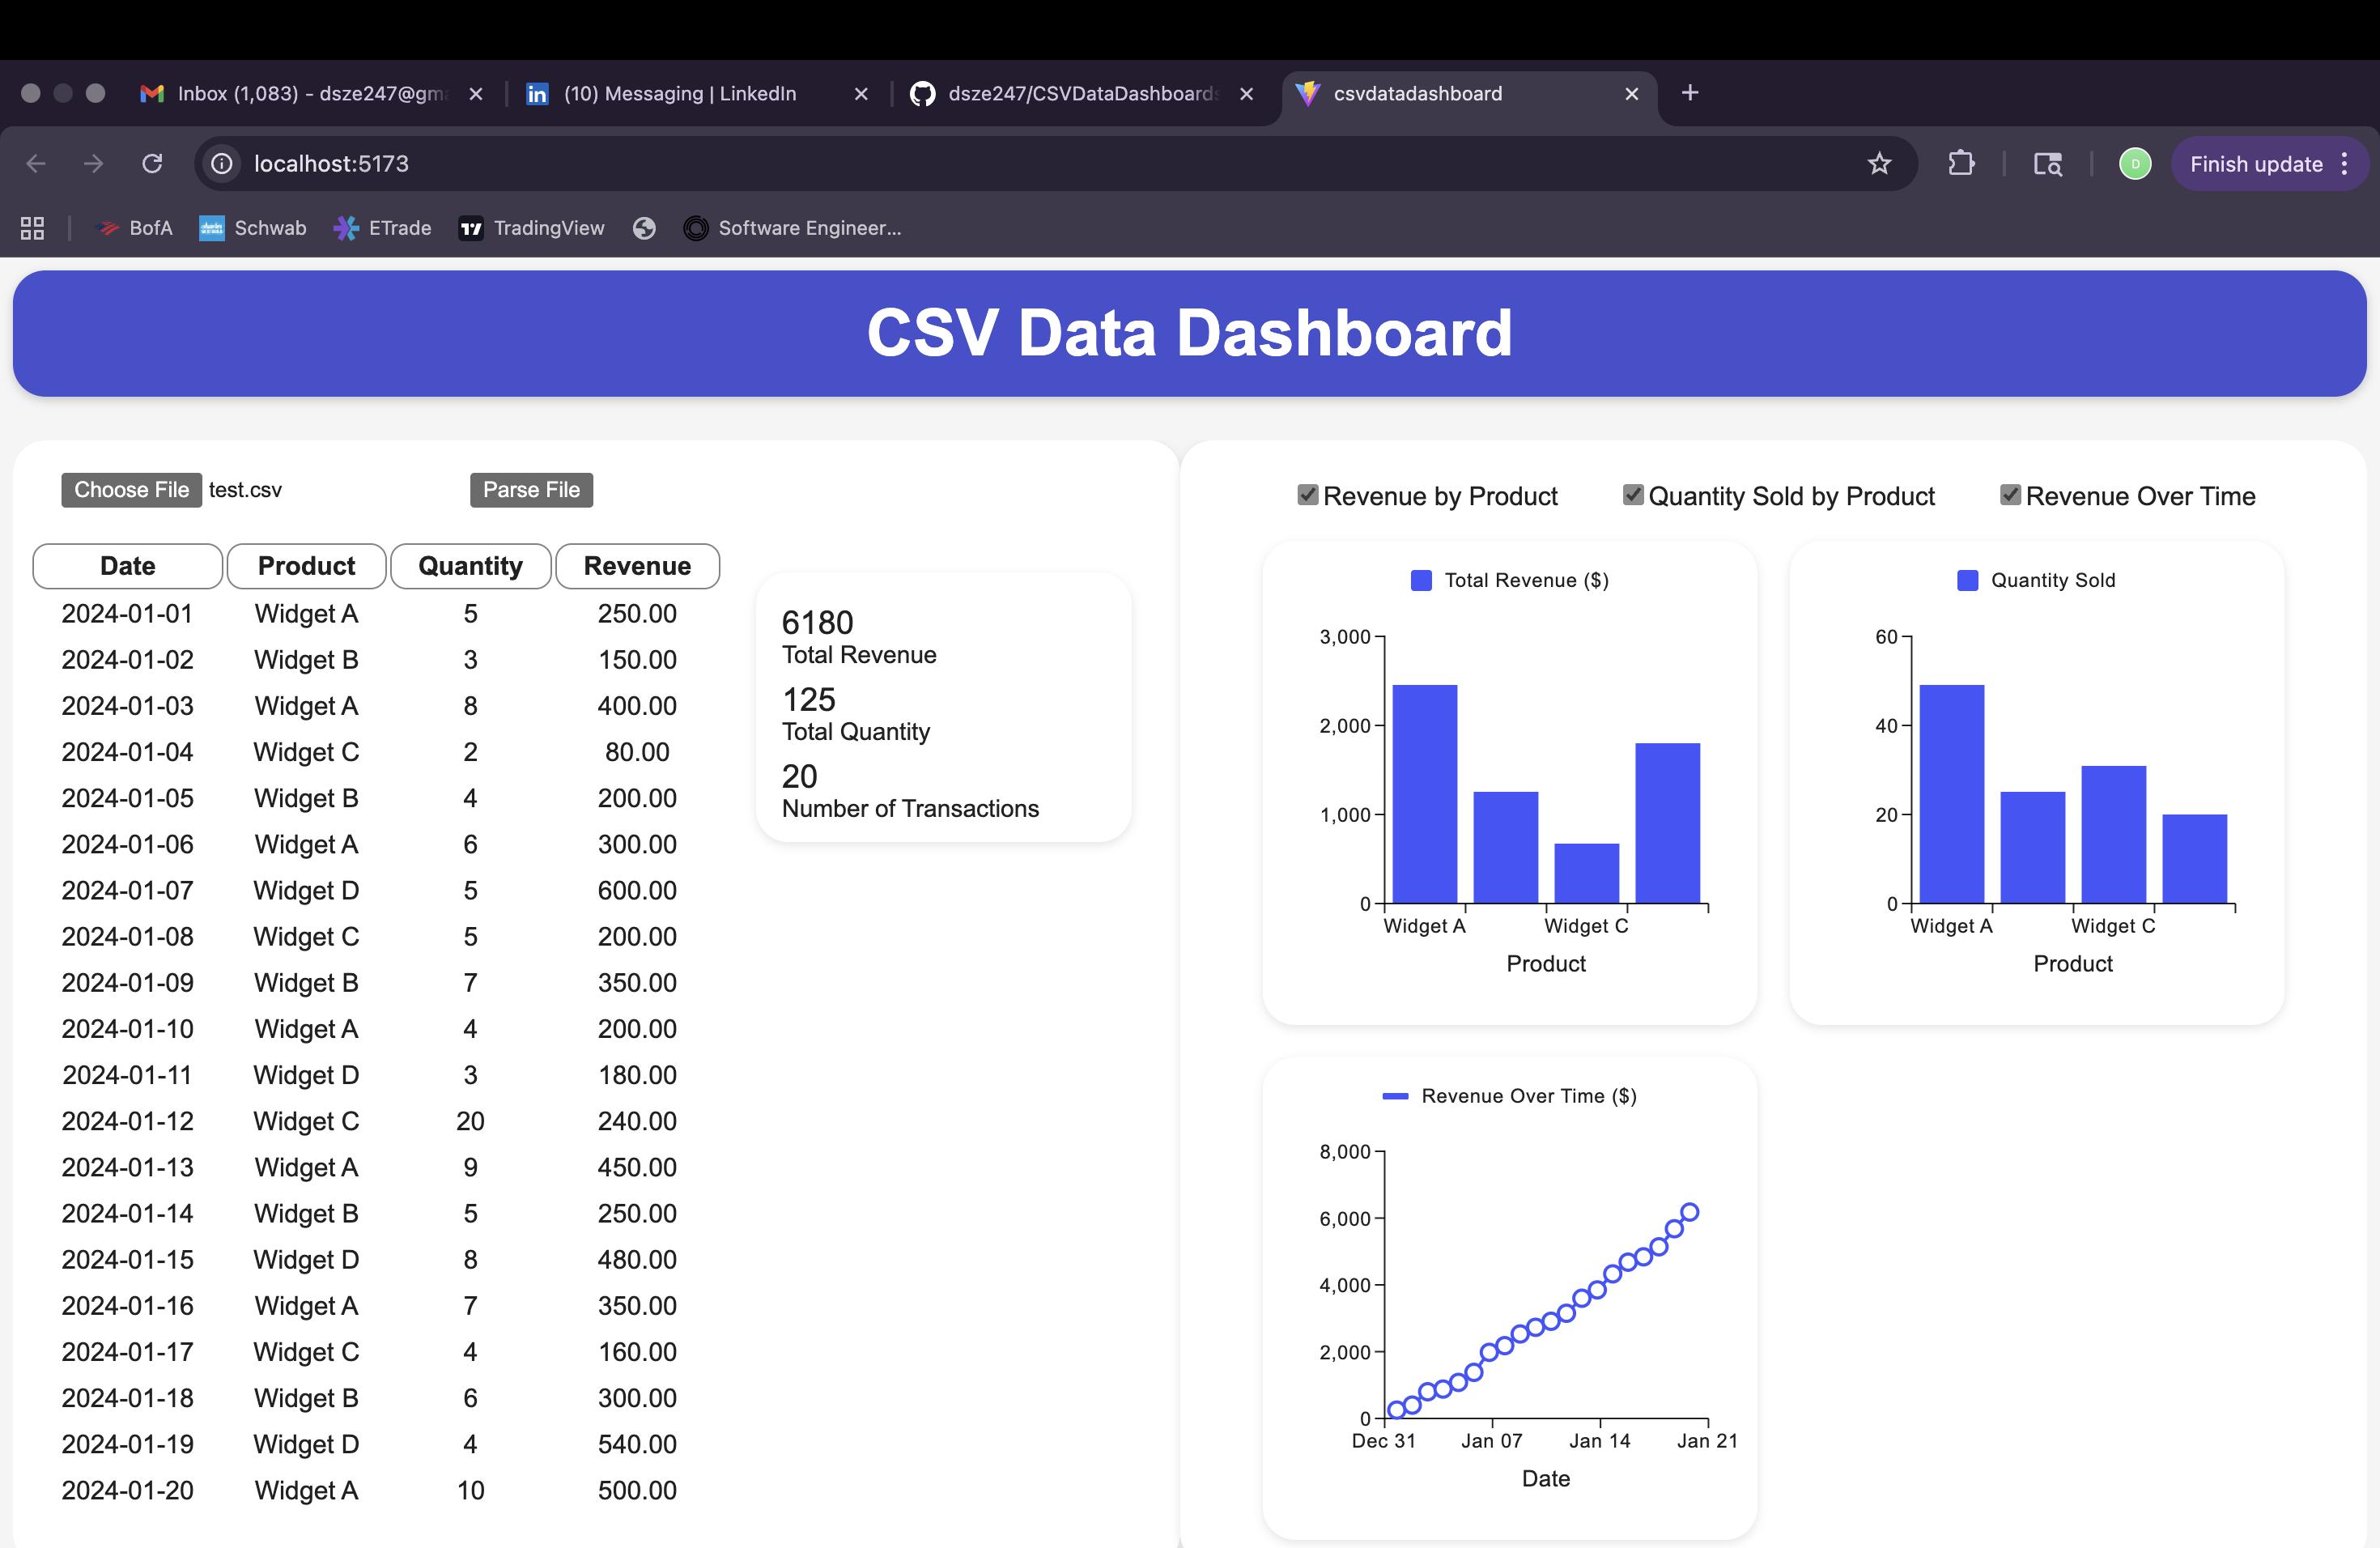 Inbox (1,083) - dsze247@gma
(10) Messaging | LinkedIn
dsze247/CSVDataDashboards
csvdatadashboard
localhost:5173
D
Finish update
BofA
Schwab
ETrade
TradingView
Software Engineer...
CSV Data Dashboard
Choose File test.csv
Parse File
Date Product Quantity Revenue
2024-01-01 Widget A 5 250.00
2024-01-02 Widget B 3 150.00
2024-01-03 Widget A 8 400.00
2024-01-04 Widget C 2 80.00
2024-01-05 Widget B 4 200.00
2024-01-06 Widget A 6 300.00
2024-01-07 Widget D 5 600.00
2024-01-08 Widget C 5 200.00
2024-01-09 Widget B 7 350.00
2024-01-10 Widget A 4 200.00
2024-01-11 Widget D 3 180.00
2024-01-12 Widget C 20 240.00
2024-01-13 Widget A 9 450.00
2024-01-14 Widget B 5 250.00
2024-01-15 Widget D 8 480.00
2024-01-16 Widget A 7 350.00
2024-01-17 Widget C 4 160.00
2024-01-18 Widget B 6 300.00
2024-01-19 Widget D 4 540.00
2024-01-20 Widget A 10 500.00
6180
Total Revenue
125
Total Quantity
20
Number of Transactions
Revenue by Product
Quantity Sold by Product
Revenue Over Time
Total Revenue ($)
3,000
2,000
1,000
0
Widget A Widget C
Product
Quantity Sold
60
40
20
0
Widget A Widget C
Product
Revenue Over Time ($)
8,000
6,000
4,000
2,000
0
Dec 31 Jan 07 Jan 14 Jan 21
Date